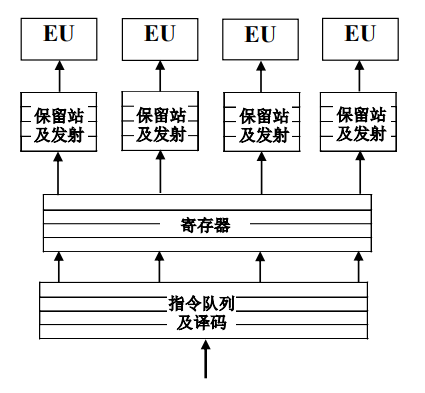 EU EU EU EU
保留站 保留站 保留站 保留站
及发射 及发射 及发射 及发射
寄存器
指令队列
及译码